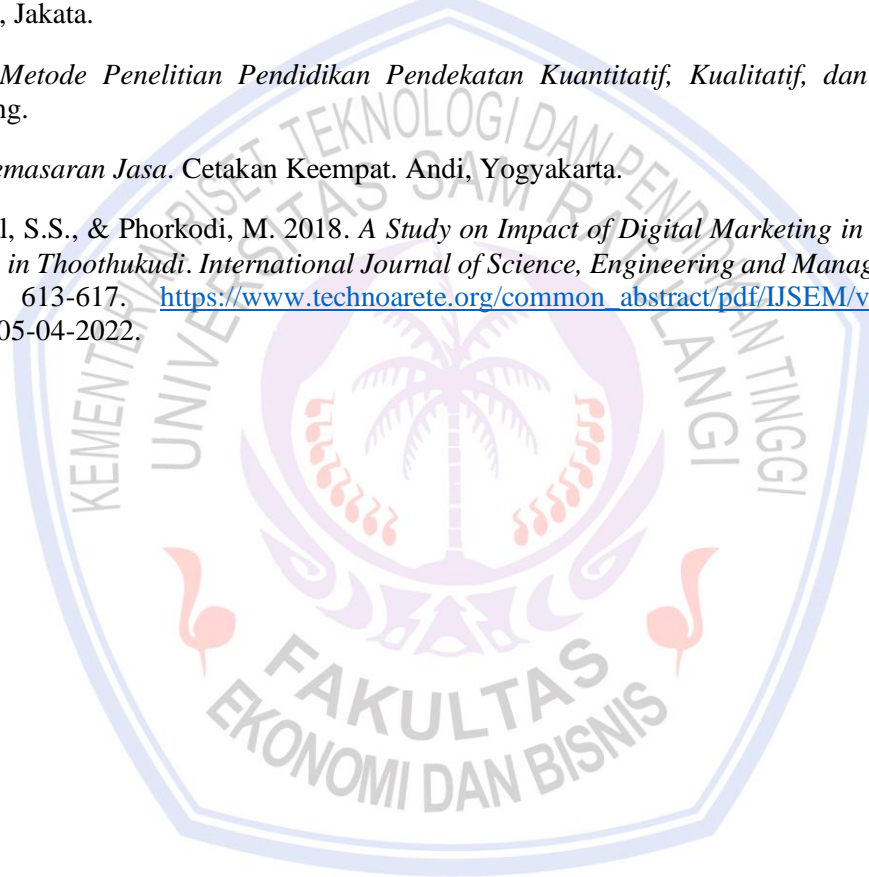 , Jakata.
Metode Penelitian Pendidikan Pendekatan Kuantitatif, Kualitatif, dan
ng.
emasaran Jasa. Cetakan Keempat. Andi, Yogyakarta.
l, S.S., & Phorkodi, M. 2018. A Study on Impact of Digital Marketing in
in Thoothukudi. International Journal of Science, Engineering and Manag
613-617. https://www.technoarete.org/common_abstract/pdf/IJSEM/v
05-04-2022.
KEMENTERIAN RISET TEKNOLOGI DAN PENDIDIKAN TINGGI
UNIVERSITAS SAM RATULANGI
FAKULTAS
EKONOMI DAN BISNIS